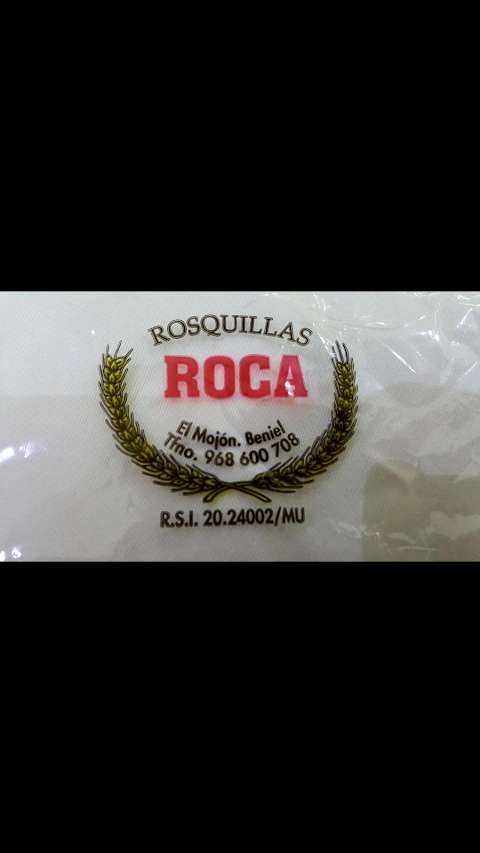 ROSQUILLAS
ROCA
El Mojón. Beniel
Tfno. 968 600 708
R.S.I. 20.24002/MU